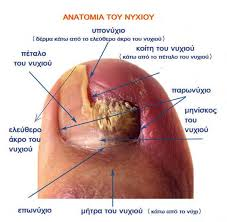 ΑΝΑΤΟΜΙΑ ΤΟΥ ΝΥΧΙΟΥ
υπονύχιο
( δέρμα κάτω από το ελεύθερο άκρο του νυχιού )
πέταλο
του νυχιού
κοίτη του νυχιού
( κάτω από το πέταλο του νυχιού )
παρωνύχιο
μηνίσκος
του νυχιού
ελεύθερο
άκρο του
νυχιού
επωνύχιο
μήτρα του νυχιού ( κάτω από το νύχι )